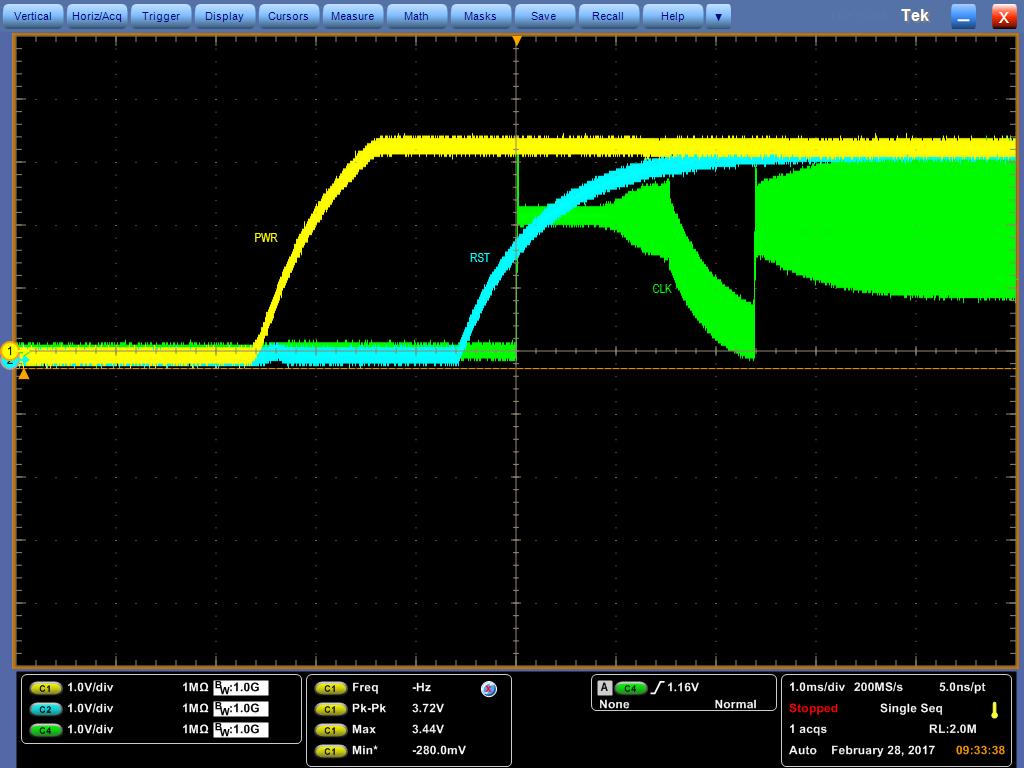 Vertical Horiz/Acq Trigger Display Cursors Measure Math Masks Save Recall Help ▼ Tek X
PWR
RST
CLK
1
2
C1 1.0V/div 1MΩ BW:1.0G
C2 1.0V/div 1MΩ BW:1.0G
C4 1.0V/div 1MΩ BW:1.0G
C1 Freq -Hz
C1 Pk-Pk 3.72V
C1 Max 3.44V
C1 Min* -280.0mV
A C4 1.16V
None Normal
1.0ms/div 200MS/s 5.0ns/pt
Stopped Single Seq
1 acqs RL:2.0M
Auto February 28, 2017 09:33:38